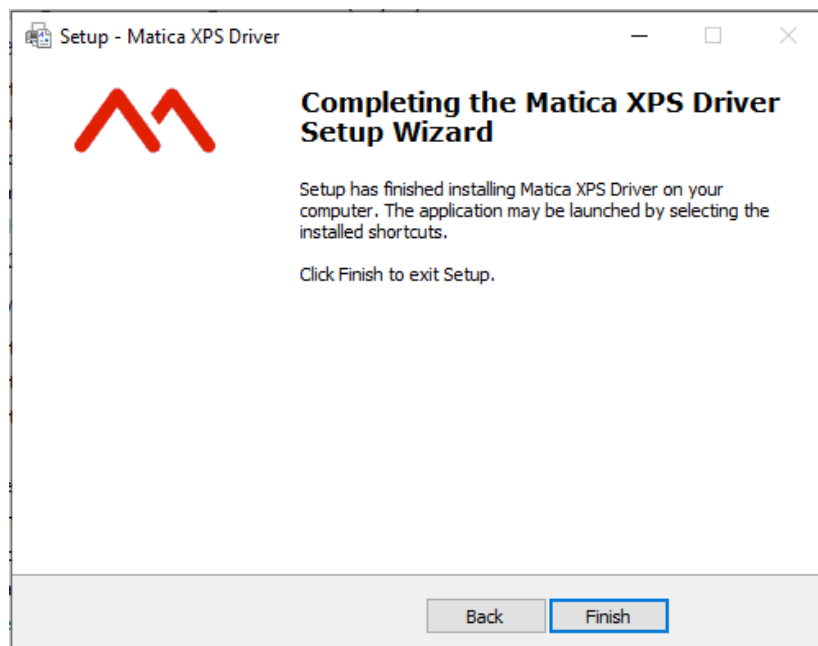 Setup - Matica XPS Driver
Completing the Matica XPS Driver
Setup Wizard
Setup has finished installing Matica XPS Driver on your
computer. The application may be launched by selecting the
installed shortcuts.
Click Finish to exit Setup.
Back
Finish